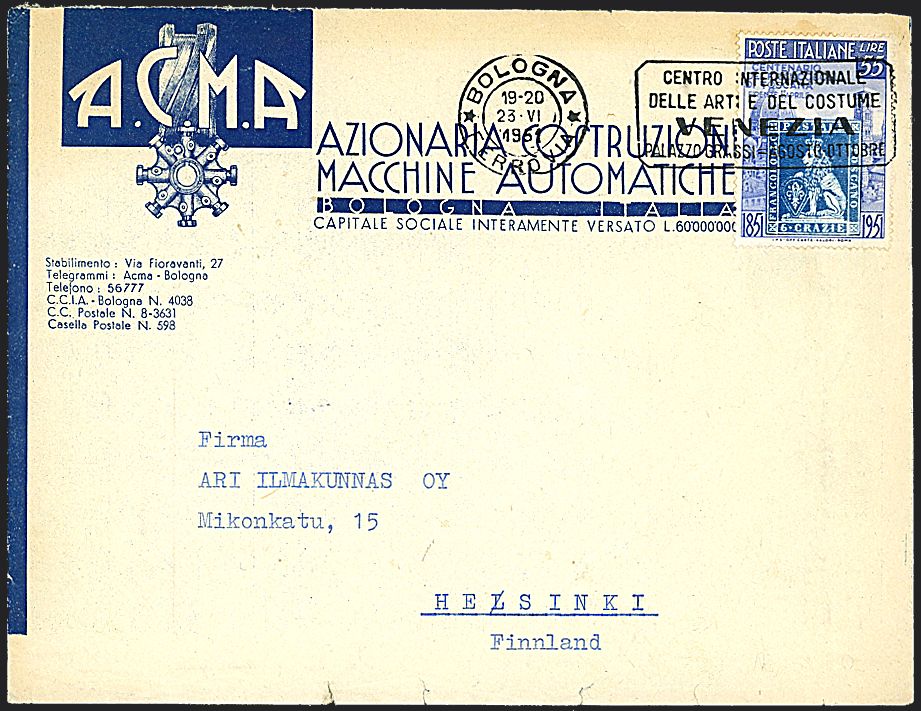 A.C.M.A
BOLOGNA
19-20
23·VI
1951
FERROVIA
CENTRO INTERNAZIONALE
DELLE ARTI E DEL COSTUME
VENEZIA
PALAZZO GRASSI - AGOSTO-OTTOBRE
POSTE ITALIANE LIRE
55
CENTENARIO
TOSCANA
6·CRAZIE
1851 1951
AZIONARIA COSTRUZIONI
MACCHINE AUTOMATICHE
BOLOGNA ITALIA
CAPITALE SOCIALE INTERAMENTE VERSATO L.60000000
Stabilimento : Via Fioravanti, 27
Telegrammi : Acma - Bologna
Telefono : 56777
C.C.I.A. - Bologna N. 4038
C.C. Postale N. 8-3631
Casella Postale N. 598
Firma
ARI ILMAKUNNAS OY
Mikonkatu, 15
HELSINKI
Finnland